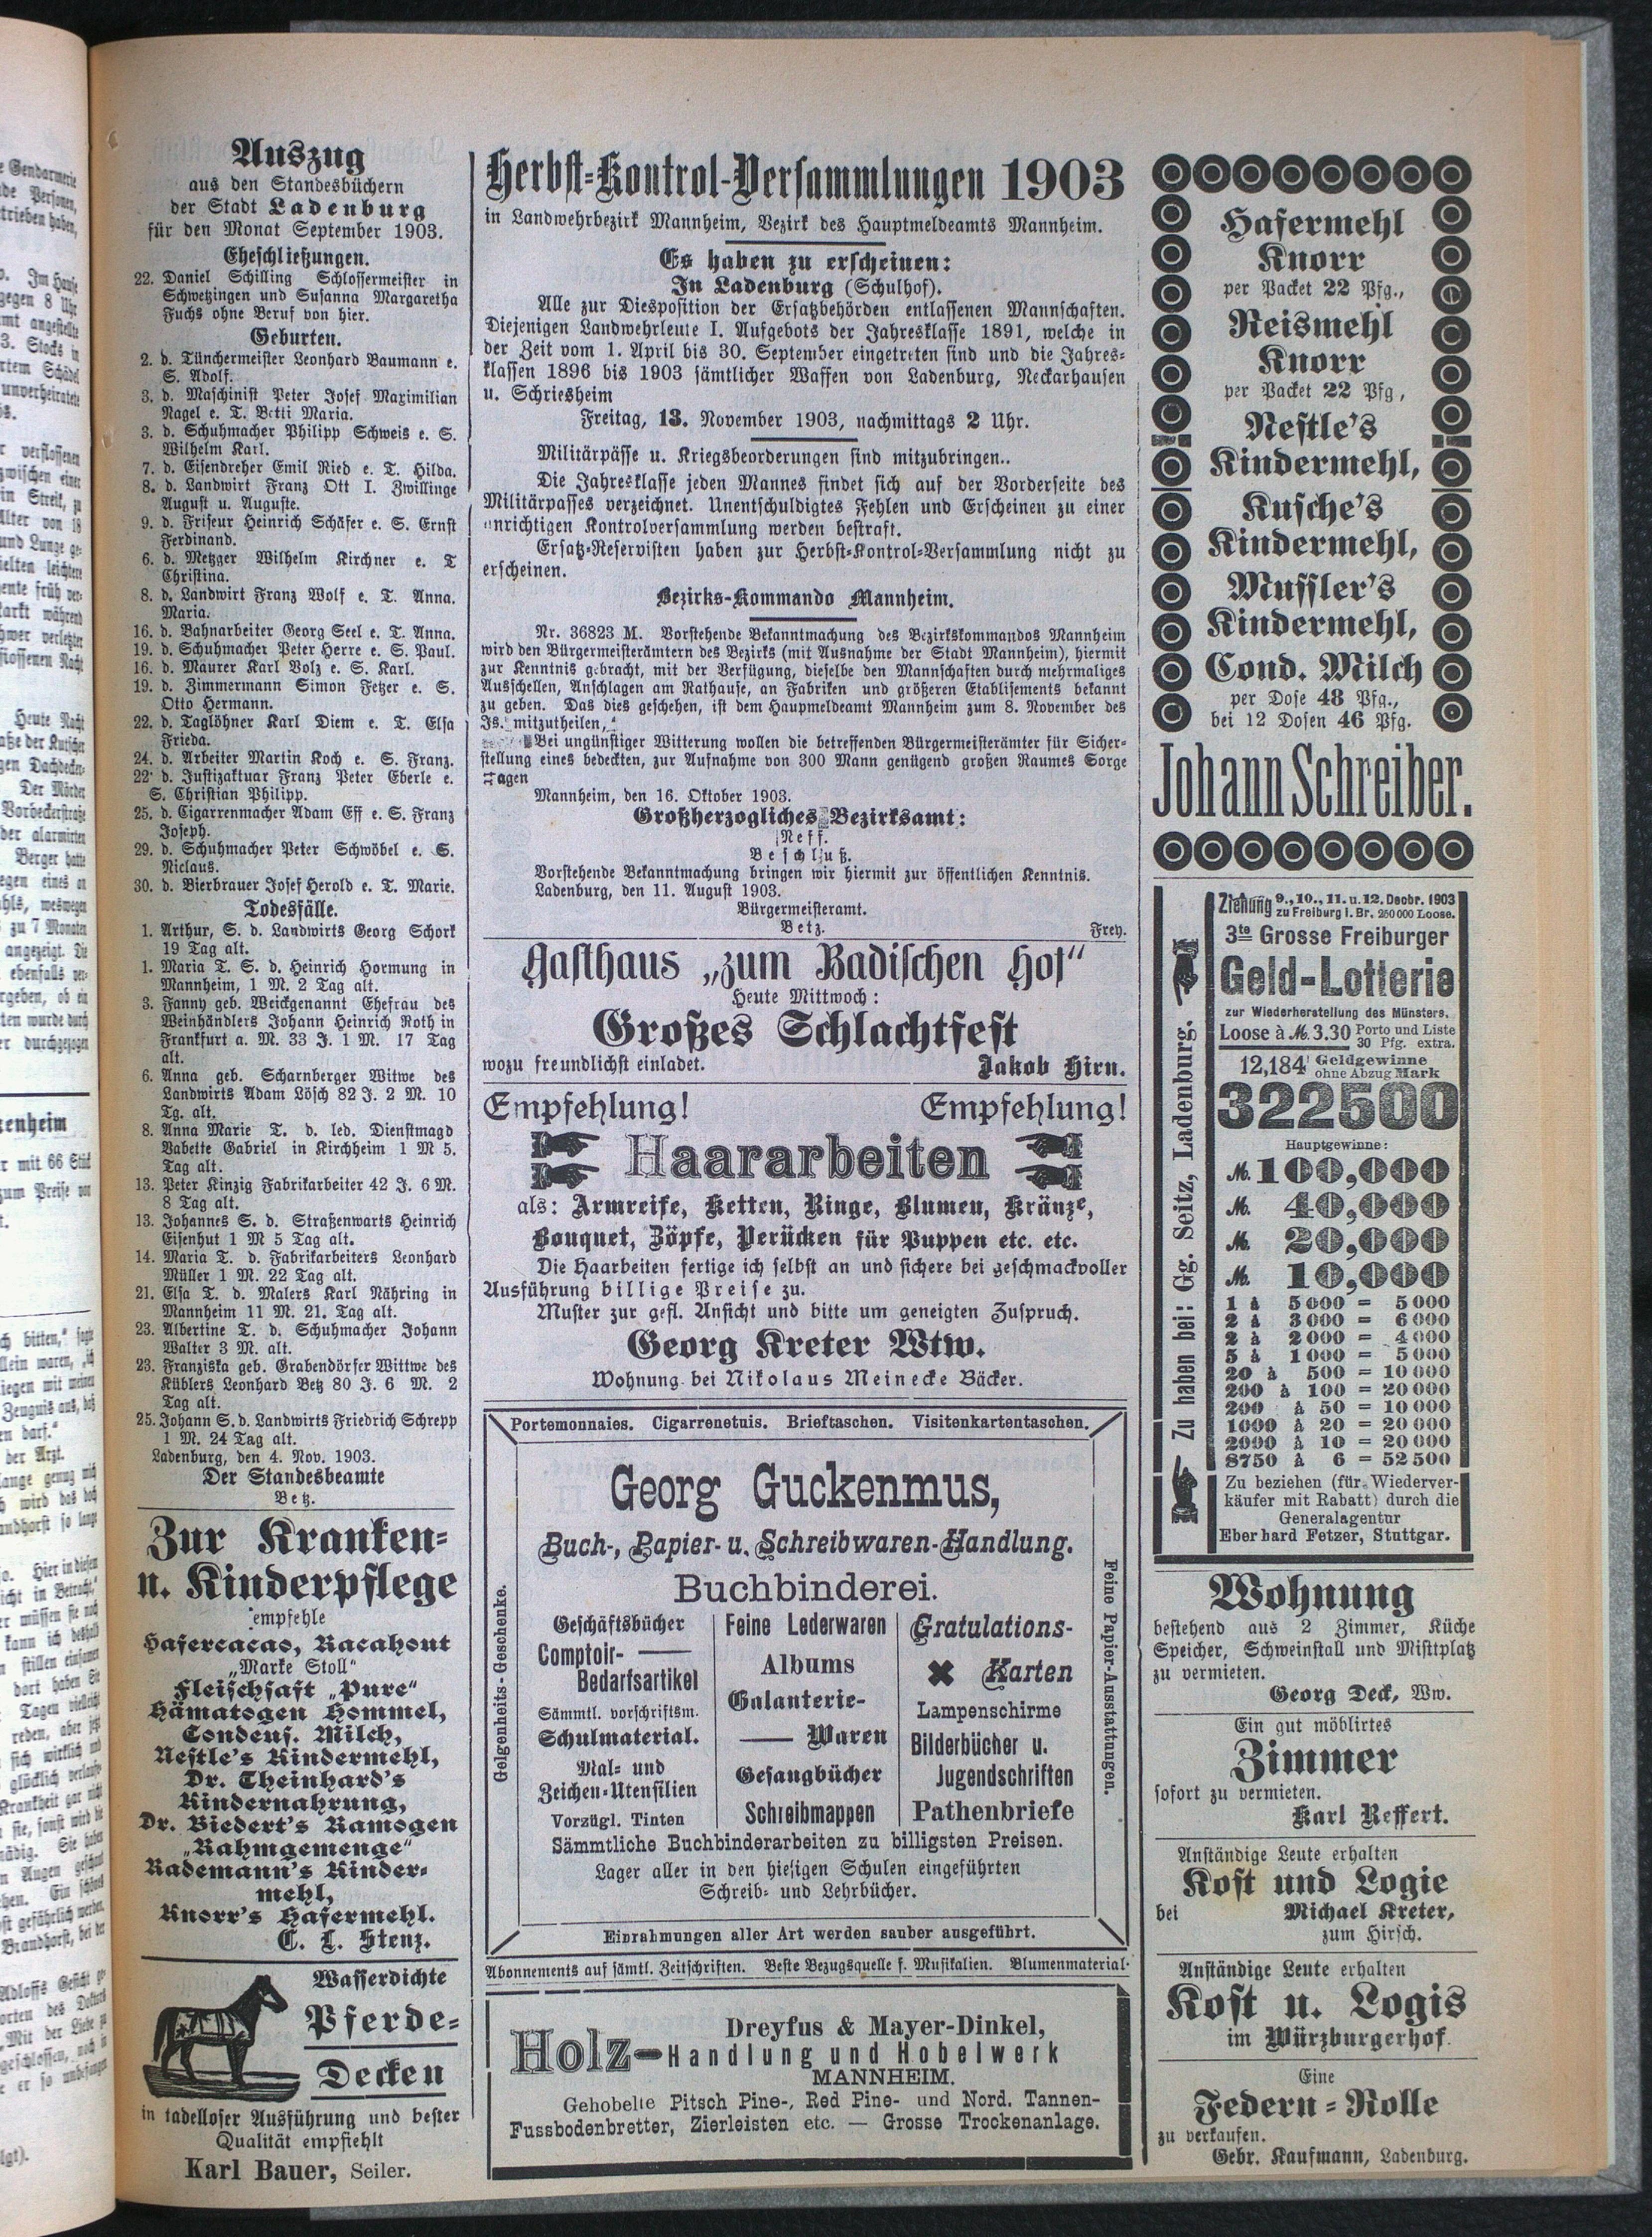 Auszug
aus den Standesbüchern
der Stadt Ladenburg
für den Monat September 1903.
Eheschließungen.
22. Daniel Schilling Schlossermeister in
Schwetzingen und Susanna Margaretha
Fuchs ohne Beruf von hier.
Geburten.
2. d. Tünchermeister Leonhard Baumann e.
S. Adolf.
3. d. Maschinist Peter Josef Maximilian
Nagel e. T. Betti Maria.
3. d. Schuhmacher Philipp Schweis e. S.
Wilhelm Karl.
7. d. Eisendreher Emil Ried e. T. Hilda.
8. d. Landwirt Franz Ott I. Zwillinge
August u. Auguste.
9. d. Friseur Heinrich Schäfer e. S. Ernst
Ferdinand.
6. d. Metzger Wilhelm Kirchner e. T
Christina.
8. d. Landwirt Franz Wolf e. T. Anna.
Maria.
16. d. Bahnarbeiter Georg Seel e. T. Anna.
19. d. Schuhmacher Peter Herre e. S. Paul.
16. d. Maurer Karl Volz e. S. Karl.
19. d. Zimmermann Simon Fetzer e. S.
Otto Hermann.
22. d. Taglöhner Karl Diem e. T. Elsa
Frieda.
24. d. Arbeiter Martin Koch e. S. Franz.
22. d. Justizaktuar Franz Peter Eberle e.
S. Christian Philipp.
25. d. Cigarrenmacher Adam Eff e. S. Franz
Joseph.
29. d. Schuhmacher Peter Schwöbel e. S.
Niclaus.
30. d. Bierbrauer Josef Herold e. T. Marie.
Todesfälle.
1. Arthur, S. d. Landwirts Georg Schork
19 Tag alt.
1. Maria T. S. d. Heinrich Hormung in
Mannheim, 1 M. 2 Tag alt.
3. Fanny geb. Weickgenannt Ehefrau des
Weinhändlers Johann Heinrich Roth in
Frankfurt a. M. 33 J. 1 M. 17 Tag
alt.
6. Anna geb. Scharnberger Witwe des
Landwirts Adam Lösch 82 J. 2 M. 10
Tg. alt.
8. Anna Marie T. d. led. Dienstmagd
Babette Gabriel in Kirchheim 1 M 5.
Tag alt.
13. Peter Kinzig Fabrikarbeiter 42 J. 6 M.
8 Tag alt.
13. Johannes S. d. Straßenwarts Heinrich
Eisenhut 1 M 5 Tag alt.
14. Maria T. d. Fabrikarbeiters Leonhard
Müller 1 M. 22 Tag alt.
21. Elsa T. d. Malers Karl Nähring in
Mannheim 11 M. 21. Tag alt.
23. Albertine T. d. Schuhmacher Johann
Walter 3 M. alt.
23. Franziska geb. Grabendörfer Wittwe des
Küblers Leonhard Betz 80 J. 6 M. 2
Tag alt.
25. Johann S. d. Landwirts Friedrich Schrepp
1 M. 24 Tag alt.
Ladenburg, den 4. Nov. 1903.
Der Standesbeamte
Betz.
Zur Kranken-
u. Kinderpflege
empfehle
Hafercacao, Racahout
„Marke Stoll“
Fleischsaft „Pure“
Hämatogen Hommel,
Condens. Milch,
Nestle's Kindermehl,
Dr. Theinhard's
Kindernahrung,
Dr. Biedert's Ramogen
„Rahmgemenge“
Rademann's Kinder-
mehl,
Knorr's Hafermehl.
C. L. Stenz.
Wasserdichte
Pferde-
Decken
in tadelloser Ausführung und bester
Qualität empfiehlt
Karl Bauer, Seiler.
Herbst-Kontrol-Versammlungen 1903
in Landwehrbezirk Mannheim, Bezirk des Hauptmeldeamts Mannheim.
Es haben zu erscheinen:
In Ladenburg (Schulhof).
Alle zur Diesposition der Ersatzbehörden entlassenen Mannschaften.
Diejenigen Landwehrleute I. Aufgebots der Jahresklasse 1891, welche in
der Zeit vom 1. April bis 30. September eingetreten sind und die Jahres-
klassen 1896 bis 1903 sämtlicher Waffen von Ladenburg, Neckarhausen
u. Schriesheim
Freitag, 13. November 1903, nachmittags 2 Uhr.
Militärpässe u. Kriegsbeorderungen sind mitzubringen..
Die Jahresklasse jeden Mannes findet sich auf der Vorderseite des
Militärpasses verzeichnet. Unentschuldigtes Fehlen und Erscheinen zu einer
unrichtigen Kontrolversammlung werden bestraft.
Ersatz-Reservisten haben zur Herbst-Kontrol-Versammlung nicht zu
erscheinen.
Bezirks-Kommando Mannheim.
Nr. 36823 M. Vorstehende Bekanntmachung des Bezirkskommandos Mannheim
wird den Bürgermeisterämtern des Bezirks (mit Ausnahme der Stadt Mannheim), hiermit
zur Kenntnis gebracht, mit der Verfügung, dieselbe den Mannschaften durch mehrmaliges
Ausschellen, Anschlagen am Rathause, an Fabriken und größeren Etablisements bekannt
zu geben. Das dies geschehen, ist dem Haupmeldeamt Mannheim zum 8. November des
Js. mitzutheilen,
Bei ungünstiger Witterung wollen die betreffenden Bürgermeisterämter für Sicher-
stellung eines bedeckten, zur Aufnahme von 300 Mann genügend großen Raumes Sorge
tragen
Mannheim, den 16. Oktober 1903.
Großherzogliches Bezirksamt:
Neff.
Beschluß.
Vorstehende Bekanntmachung bringen wir hiermit zur öffentlichen Kenntnis.
Ladenburg, den 11. August 1903.
Bürgermeisteramt.
Betz. Frey.
Gasthaus „zum Badischen Hof“
Heute Mittwoch:
Großes Schlachtfest
wozu freundlichst einladet. Jakob Hirn.
Empfehlung! Empfehlung!
Haararbeiten
als: Armreife, Ketten, Ringe, Blumen, Kränze,
Bouquet, Zöpfe, Perücken für Puppen etc. etc.
Die Haarbeiten fertige ich selbst an und sichere bei geschmackvoller
Ausführung billige Preise zu.
Muster zur gefl. Ansicht und bitte um geneigten Zuspruch.
Georg Kreter Wtw.
Wohnung bei Nikolaus Meinecke Bäcker.
Portemonnaies. Cigarrenetuis. Brieftaschen. Visitenkartentaschen.
Gelgenheits-Geschenke.
Georg Guckenmus,
Buch-, Papier- u. Schreibwaren-Handlung.
Buchbinderei.
Geschäftsbücher
Comptoir-
Bedarfsartikel
Sämmtl. vorschriftsm.
Schulmaterial.
Mal- und
Zeichen-Utensilien
Vorzügl. Tinten
Feine Lederwaren
Albums
Galanterie-
Waren
Gesangbücher
Schreibmappen
Gratulations-
Karten
Lampenschirme
Bilderbücher u.
Jugendschriften
Pathenbriefe
Feine Papier-Ausstattungen.
Sämmtliche Buchbinderarbeiten zu billigsten Preisen.
Lager aller in den hiesigen Schulen eingeführten
Schreib- und Lehrbücher.
Einrahmungen aller Art werden sauber ausgeführt.
Abonnements auf sämtl. Zeitschriften. Beste Bezugsquelle f. Musikalien. Blumenmaterial.
Dreyfus & Mayer-Dinkel,
Holz-Handlung und Hobelwerk
MANNHEIM.
Gehobelte Pitsch Pine-, Red Pine- und Nord. Tannen-
Fussbodenbretter, Zierleisten etc. — Grosse Trockenanlage.
Hafermehl
Knorr
per Packet 22 Pfg.,
Reismehl
Knorr
per Packet 22 Pfg,
Nestle's
Kindermehl,
Kusche's
Kindermehl,
Muffler's
Kindermehl,
Cond. Milch
per Dose 48 Pfg.,
bei 12 Dosen 46 Pfg.
Johann Schreiber.
Zu haben bei: Gg. Seitz, Ladenburg.
Ziehung 9., 10., 11. u. 12. Decbr. 1903
zu Freiburg i. Br. 250000 Loose.
3te Grosse Freiburger
Geld-Lotterie
zur Wiederherstellung des Münsters.
Loose à M. 3.30 Porto und Liste
30 Pfg. extra.
12,184 Geldgewinne
ohne Abzug Mark
322500
Hauptgewinne:
M. 100,000
M. 40,000
M. 20,000
M. 10,000
1 à 5000 = 5000
2 à 3000 = 6000
2 à 2000 = 4000
5 à 1000 = 5000
20 à 500 = 10000
200 à 100 = 20000
200 à 50 = 10000
1000 à 20 = 20000
2000 à 10 = 20000
8750 à 6 = 52500
Zu beziehen (für Wiederver-
käufer mit Rabatt) durch die
Generalagentur
Eberhard Fetzer, Stuttgar.
Wohnung
bestehend aus 2 Zimmer, Küche
Speicher, Schweinstall und Misttplatz
zu vermieten.
Georg Deck, Ww.
Ein gut möblirtes
Zimmer
sofort zu vermieten.
Karl Reffert.
Anständige Leute erhalten
Kost und Logie
bei Michael Kreter,
zum Hirsch.
Anständige Leute erhalten
Kost u. Logis
im Würzburgerhof.
Eine
Federn-Rolle
zu verkaufen.
Gebr. Kaufmann, Ladenburg.